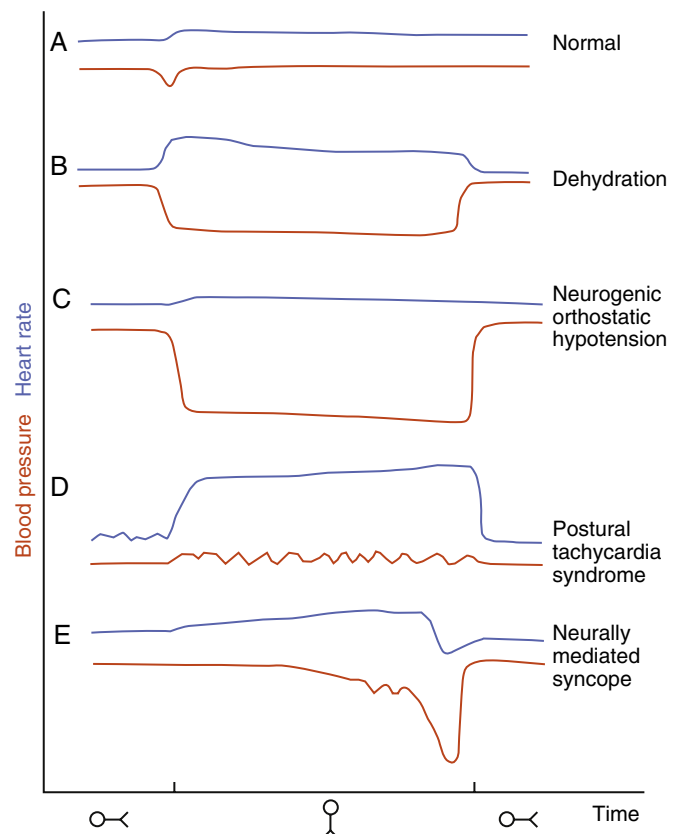 A
Normal
B
Dehydration
C
Neurogenic
orthostatic
hypotension
D
Postural
tachycardia
syndrome
E
Neurally
mediated
syncope
Blood pressure Heart rate
Time